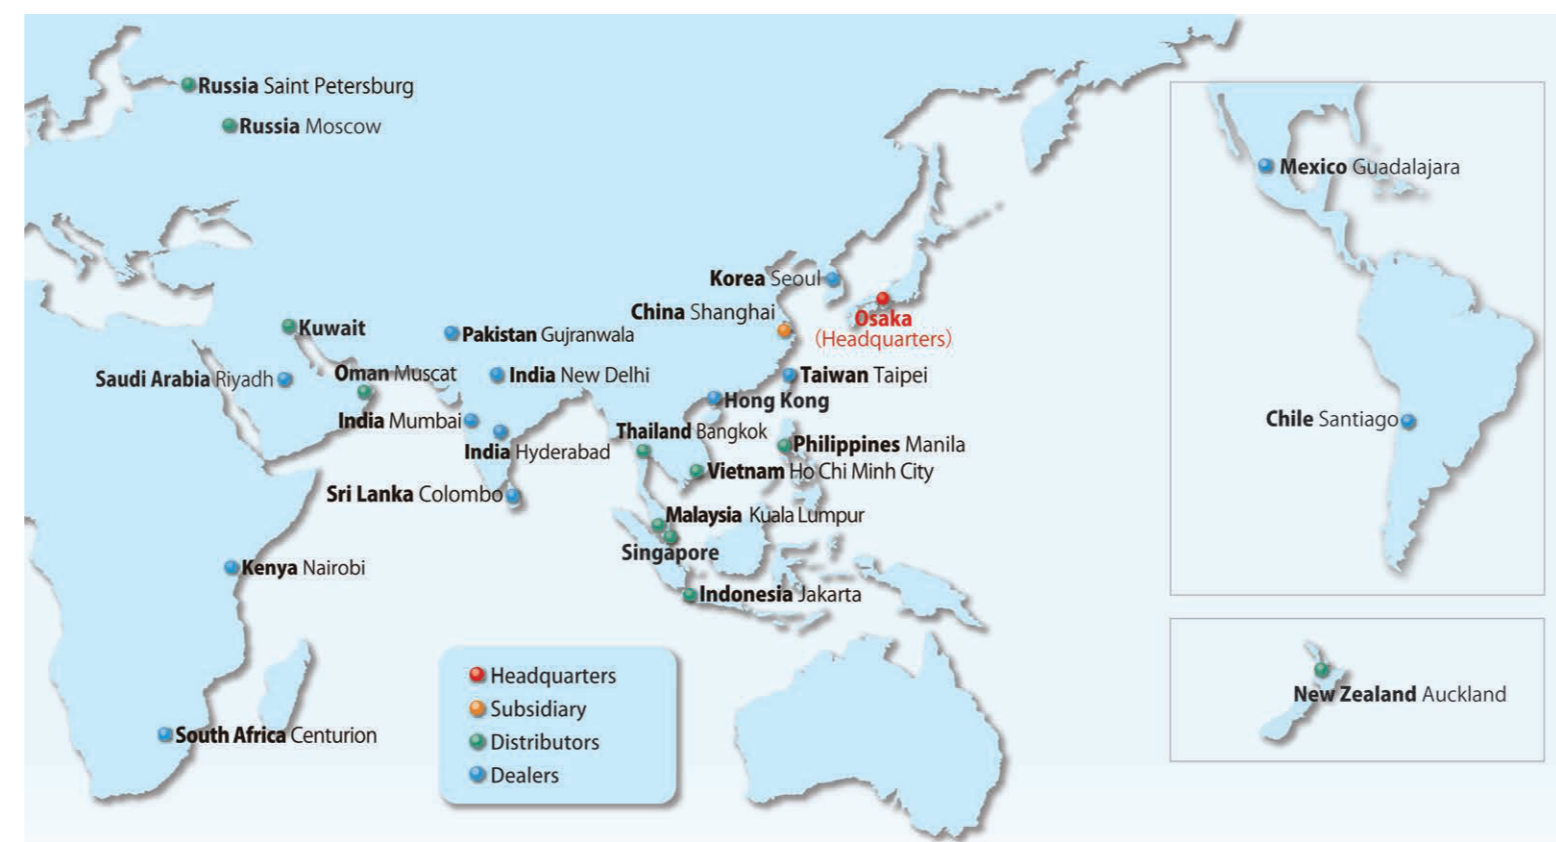 Russia Saint Petersburg
Russia Moscow
Mexico Guadalajara
Korea Seoul
China Shanghai
Osaka
(Headquarters)
Kuwait
Pakistan Gujranwala
Saudi Arabia Riyadh
Oman Muscat
India New Delhi
Taiwan Taipei
Hong Kong
India Mumbai
Chile Santiago
Thailand Bangkok
India Hyderabad
Philippines Manila
Vietnam Ho Chi Minh City
Sri Lanka Colombo
Malaysia Kuala Lumpur
Singapore
Kenya Nairobi
Indonesia Jakarta
Headquarters
Subsidiary
Distributors
Dealers
New Zealand Auckland
South Africa Centurion